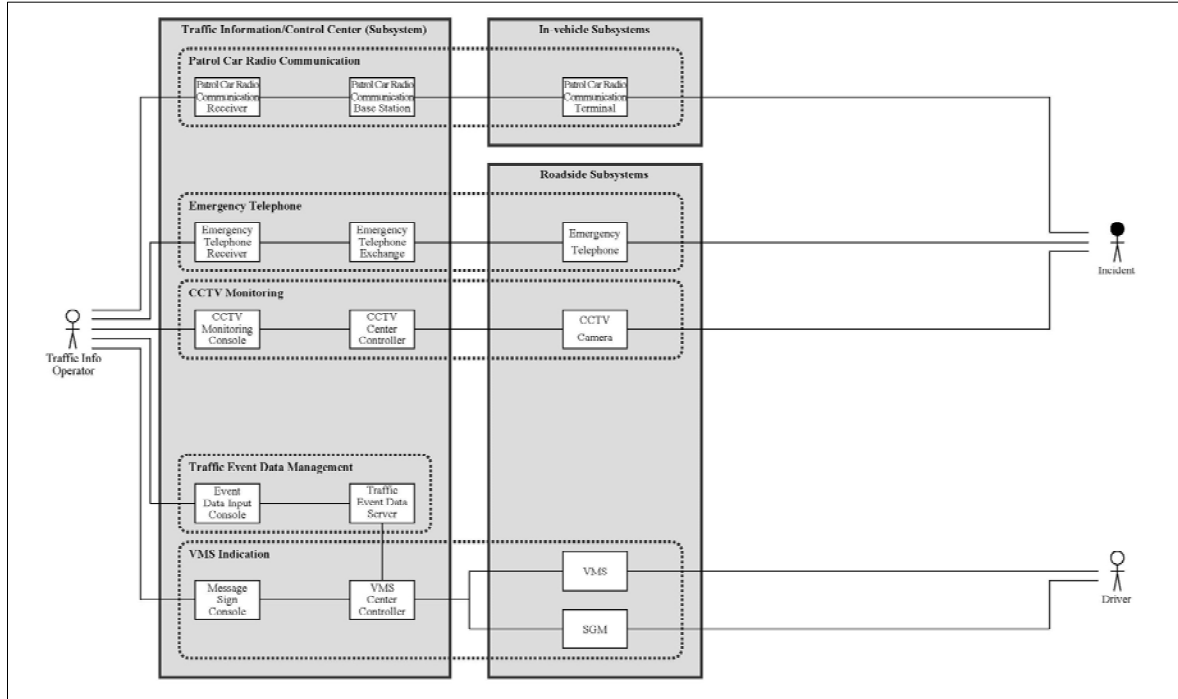 Traffic Information/Control Center (Subsystem)
In-vehicle Subsystems
Patrol Car Radio Communication
Patrol Car Radio
Communication
Receiver
Patrol Car Radio
Communication
Base Station
Patrol Car Radio
Communication
Terminal
Roadside Subsystems
Emergency Telephone
Emergency
Telephone
Receiver
Emergency
Telephone
Exchange
Emergency
Telephone
Incident
CCTV Monitoring
CCTV
Monitoring
Console
CCTV
Center
Controller
CCTV
Camera
Traffic Info
Operator
Traffic Event Data Management
Event
Data Input
Console
Traffic
Event Data
Server
VMS Indication
Message
Sign
Console
VMS
Center
Controller
VMS
SGM
Driver